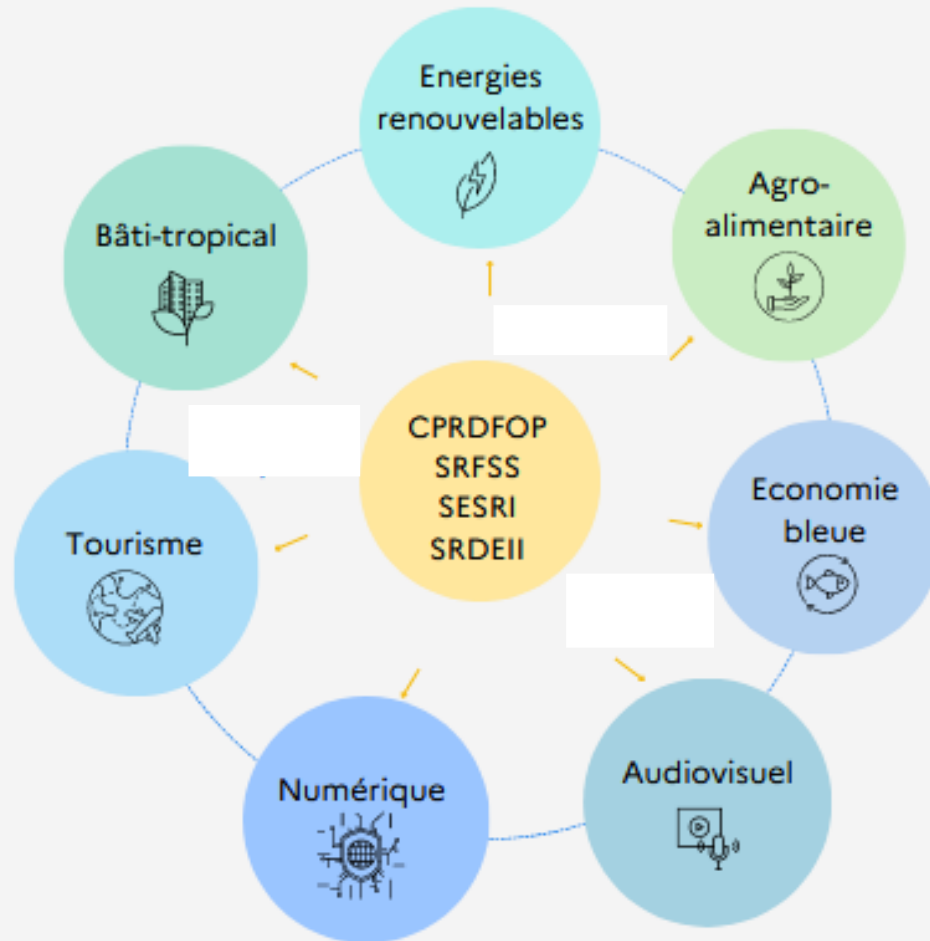 Energies
renouvelables
Agro-
alimentaire
Bâti-tropical
CPRDFOP
SRFSS
SESRI
SRDEII
Economie
bleue
Tourisme
Audiovisuel
Numérique